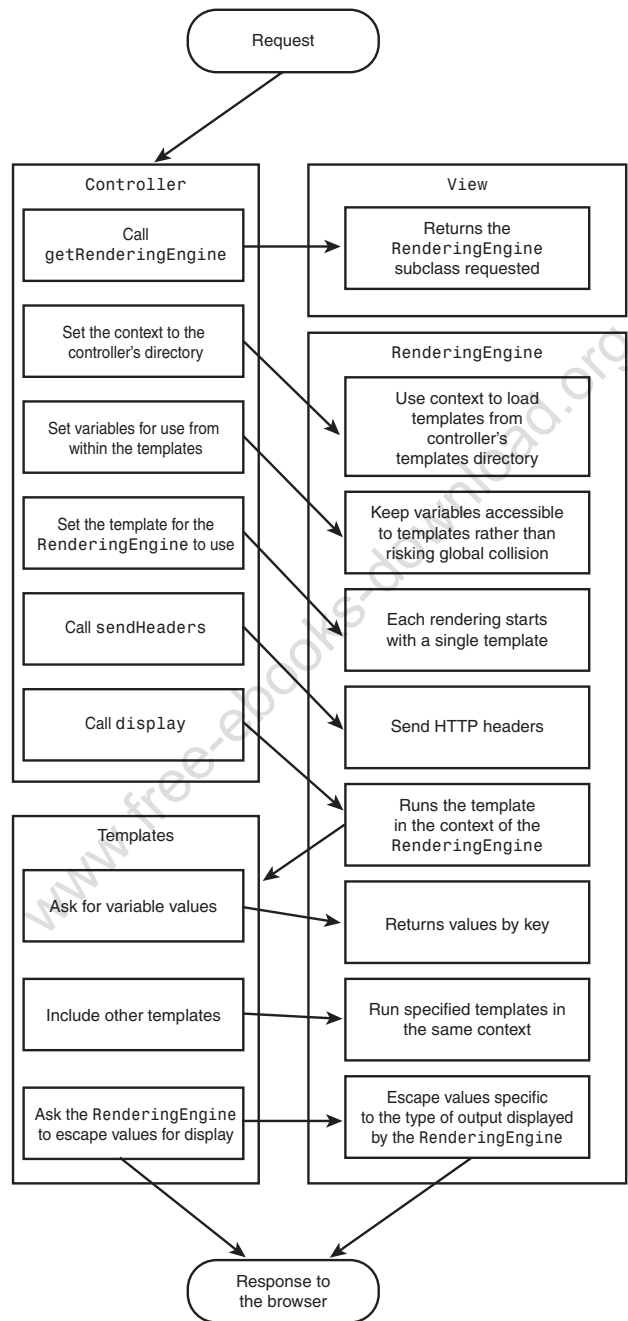 Request
Controller
Call
getRenderingEngine
Set the context to the
controller's directory
Set variables for use from
within the templates
Set the template for the
RenderingEngine to use
Call sendHeaders
Call display
View
Returns the
RenderingEngine
subclass requested
RenderingEngine
Use context to load
templates from
controller's
templates directory
Keep variables accessible
to templates rather than
risking global collision
Each rendering starts
with a single template
Send HTTP headers
Runs the template
in the context of the
RenderingEngine
Returns values by key
Run specified templates in
the same context
Escape values specific
to the type of output displayed
by the RenderingEngine
Templates
Ask for variable values
Include other templates
Ask the RenderingEngine
to escape values for display
Response to
the browser
www.free-ebooks-download.org